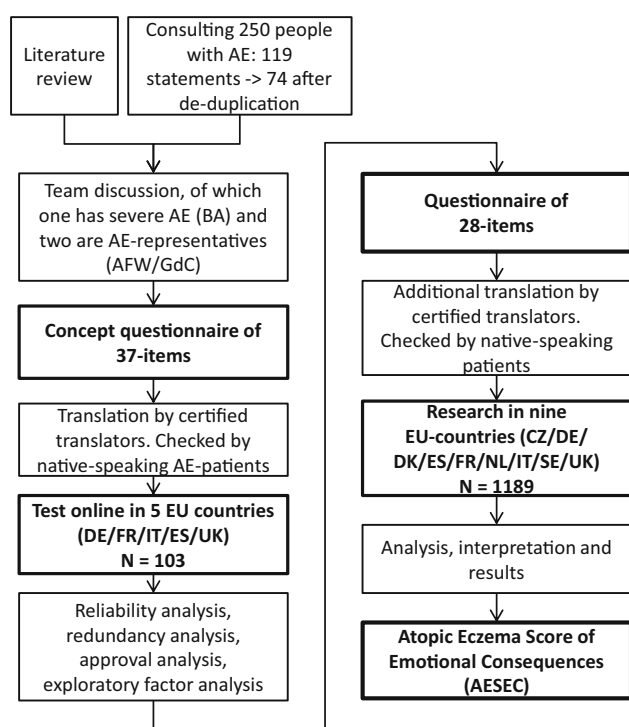 Literature
review
Consulting 250 people
with AE: 119
statements -> 74 after
de-duplication
Team discussion, of which
one has severe AE (BA) and
two are AE-representatives
(AFW/GdC)
Concept questionnaire of
37-items
Translation by certified
translators. Checked by
native-speaking AE-patients
Test online in 5 EU countries
(DE/FR/IT/ES/UK)
N = 103
Reliability analysis,
redundancy analysis,
approval analysis,
exploratory factor analysis
Questionnaire of
28-items
Additional translation by
certified translators.
Checked by native-speaking
patients
Research in nine
EU-countries (CZ/DE/
DK/ES/FR/NL/IT/SE/UK)
N = 1189
Analysis, interpretation and
results
Atopic Eczema Score of
Emotional Consequences
(AESEC)